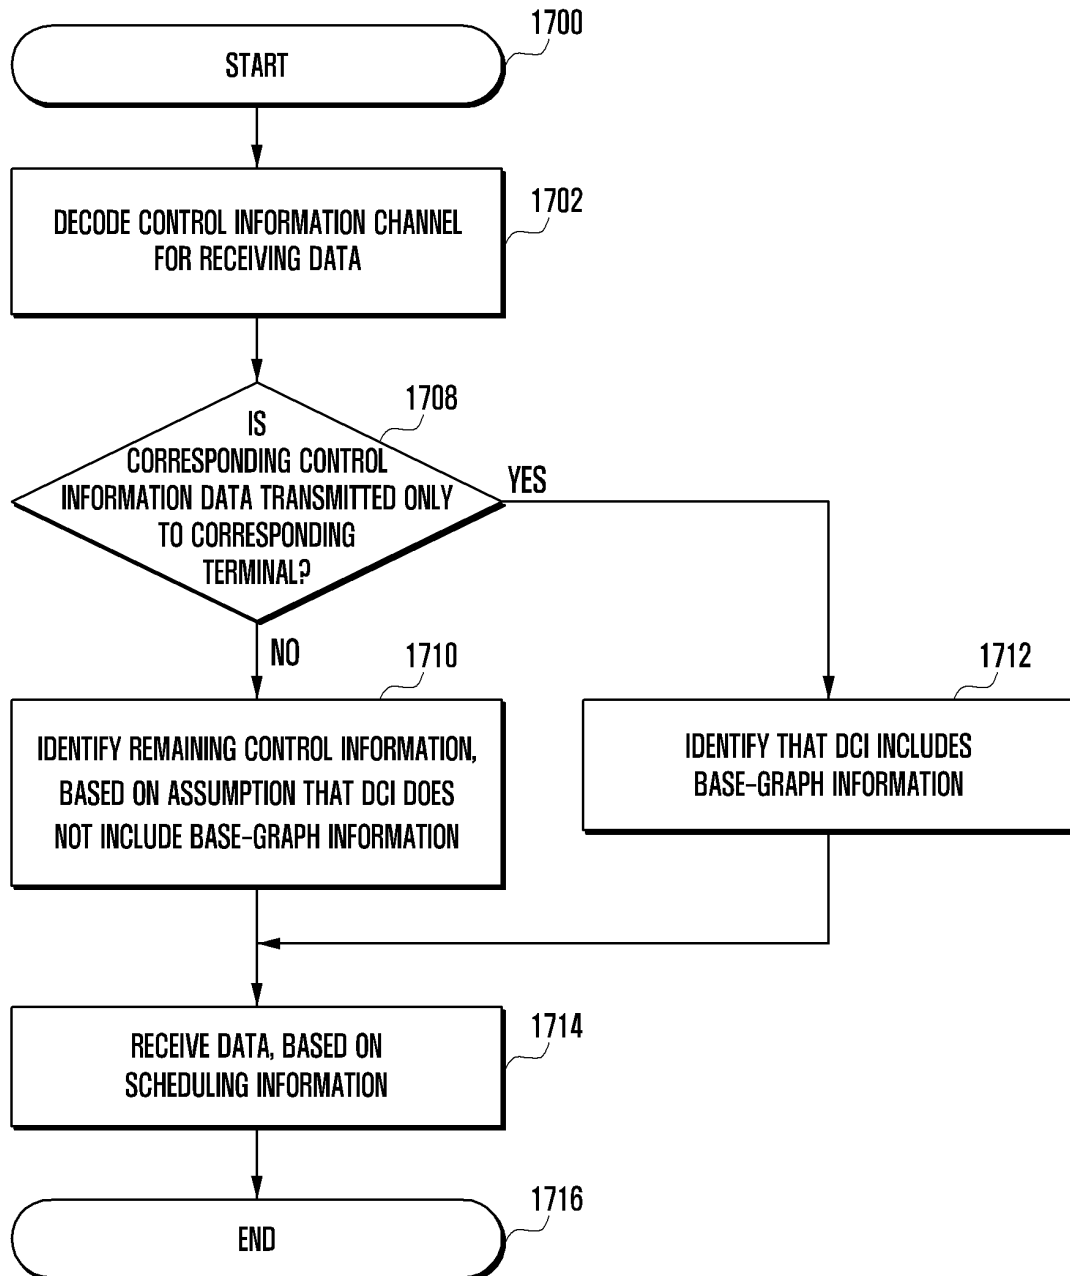 1700
START
1702
DECODE CONTROL INFORMATION CHANNEL
FOR RECEIVING DATA
1708
IS
CORRESPONDING CONTROL
INFORMATION DATA TRANSMITTED ONLY
TO CORRESPONDING
TERMINAL?
YES
NO
1710
IDENTIFY REMAINING CONTROL INFORMATION,
BASED ON ASSUMPTION THAT DCI DOES
NOT INCLUDE BASE-GRAPH INFORMATION
1712
IDENTIFY THAT DCI INCLUDES
BASE-GRAPH INFORMATION
1714
RECEIVE DATA, BASED ON
SCHEDULING INFORMATION
1716
END